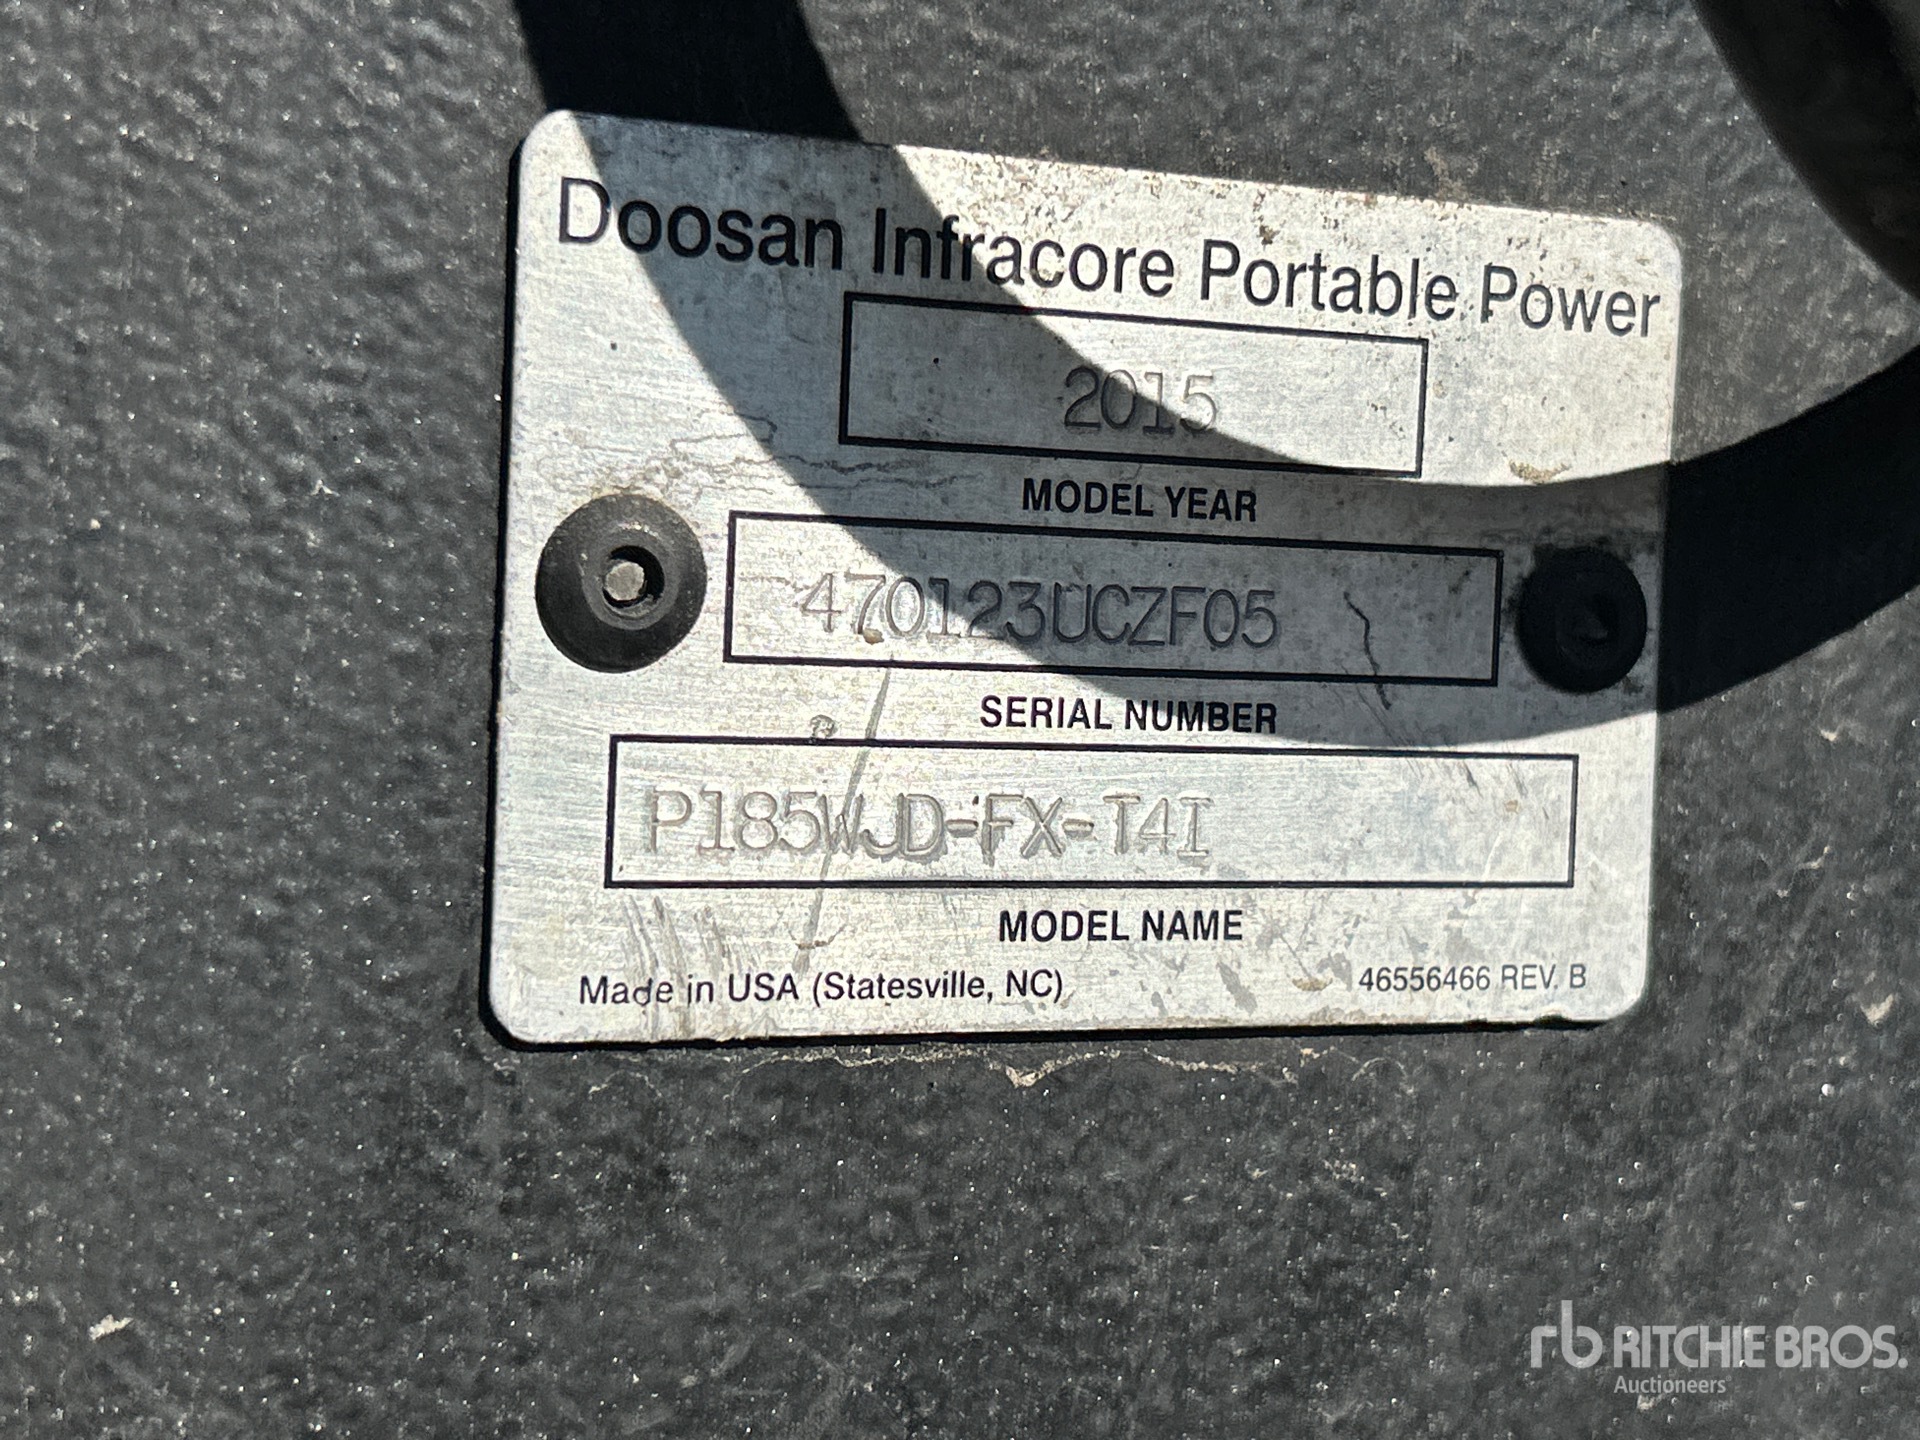 Doosan Infracore Portable Power
2015
MODEL YEAR
470123UCZF05
SERIAL NUMBER
P185WJD-FX-T4I
MODEL NAME
Made in USA (Statesville, NC)
46556466 REV. B
rb RITCHIE BROS.
Auctioneers